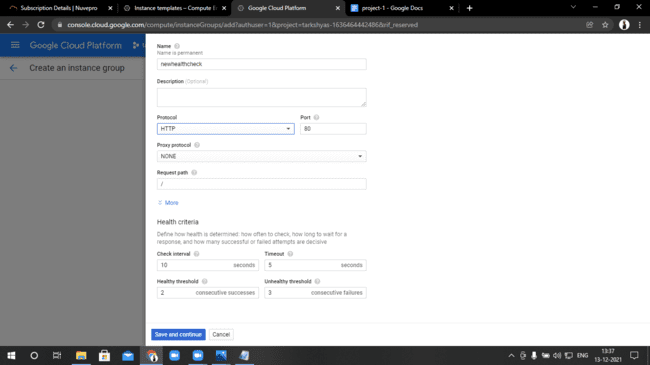 Subscription Details | Nuvepro
Instance templates – Compute E
Google Cloud Platform
project-1 - Google Docs
console.cloud.google.com/compute/instanceGroups/add?authuser=1&project=tarkshyas-16364644424
Google Cloud Platform
Create an instance group
Name
Name is permanent
newhealthcheck
Description (Optional)
Protocol
Port
HTTP
80
Proxy protocol
NONE
Request path
/
More
Health criteria
Define how health is determined: how often to check, how long to wait for a
response, and how many successful or failed attempts are decisive
Check interval
Timeout
10 seconds
5 seconds
Healthy threshold
Unhealthy threshold
2 consecutive successes
3 consecutive failures
Save and continue
Cancel
ENG
13:37
13-12-2021